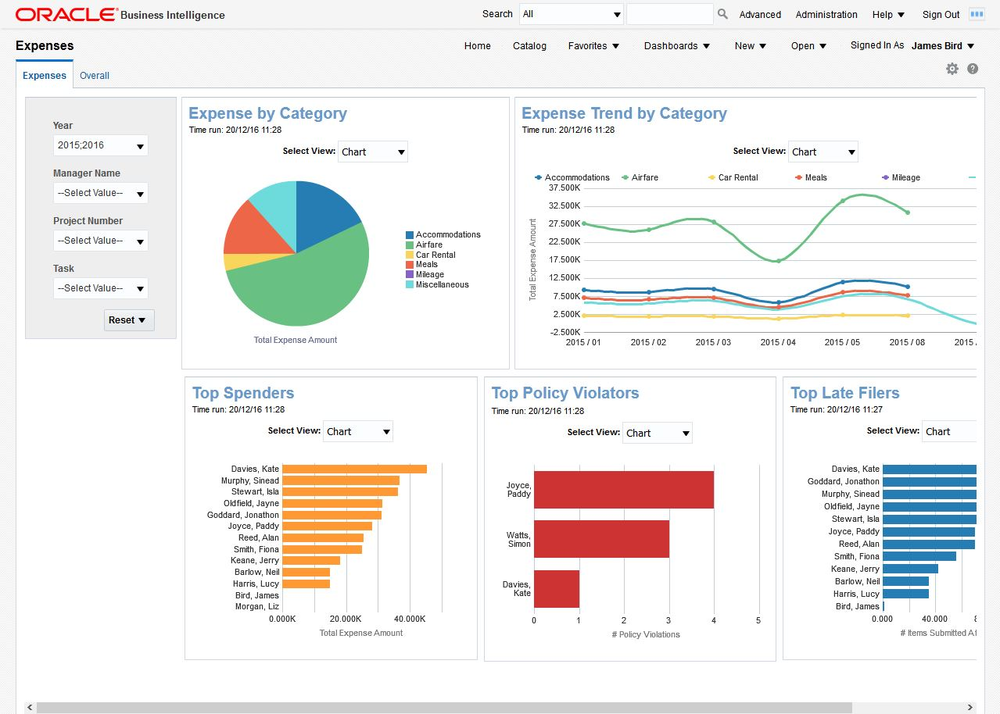 ORACLE Business Intelligence
Search All Advanced Administration Help Sign Out
Expenses
Home Catalog Favorites Dashboards New Open Signed In As James Bird
Expenses Overall
Year
2015;2016
Manager Name
--Select Value--
Project Number
--Select Value--
Task
--Select Value--
Reset
Expense by Category
Time run: 20/12/16 11:28
Select View: Chart
Accommodations
Airfare
Car Rental
Meals
Mileage
Miscellaneous
Total Expense Amount
Expense Trend by Category
Time run: 20/12/16 11:28
Select View: Chart
Accommodations Airfare Car Rental Meals Mileage
Total Expense Amount
37.500K
32.500K
27.500K
22.500K
17.500K
12.500K
7.500K
2.500K
-2.500K
2015 / 01 2015 / 02 2015 / 03 2015 / 04 2015 / 05 2015 / 08 2015 /
Top Spenders
Time run: 20/12/16 11:28
Select View: Chart
Davies, Kate
Murphy, Sinead
Stewart, Isla
Oldfield, Jayne
Goddard, Jonathon
Joyce, Paddy
Reed, Alan
Smith, Fiona
Keane, Jerry
Barlow, Neil
Harris, Lucy
Bird, James
Morgan, Liz
0.000K 20.000K 40.000K
Total Expense Amount
Top Policy Violators
Time run: 20/12/16 11:28
Select View: Chart
Joyce,
Paddy
Watts,
Simon
Davies,
Kate
0 1 2 3 4 5
# Policy Violations
Top Late Filers
Time run: 20/12/16 11:27
Select View: Chart
Davies, Kate
Goddard, Jonathon
Murphy, Sinead
Oldfield, Jayne
Stewart, Isla
Joyce, Paddy
Reed, Alan
Smith, Fiona
Keane, Jerry
Barlow, Neil
Harris, Lucy
Bird, James
0.000 40.000
# Items Submitted